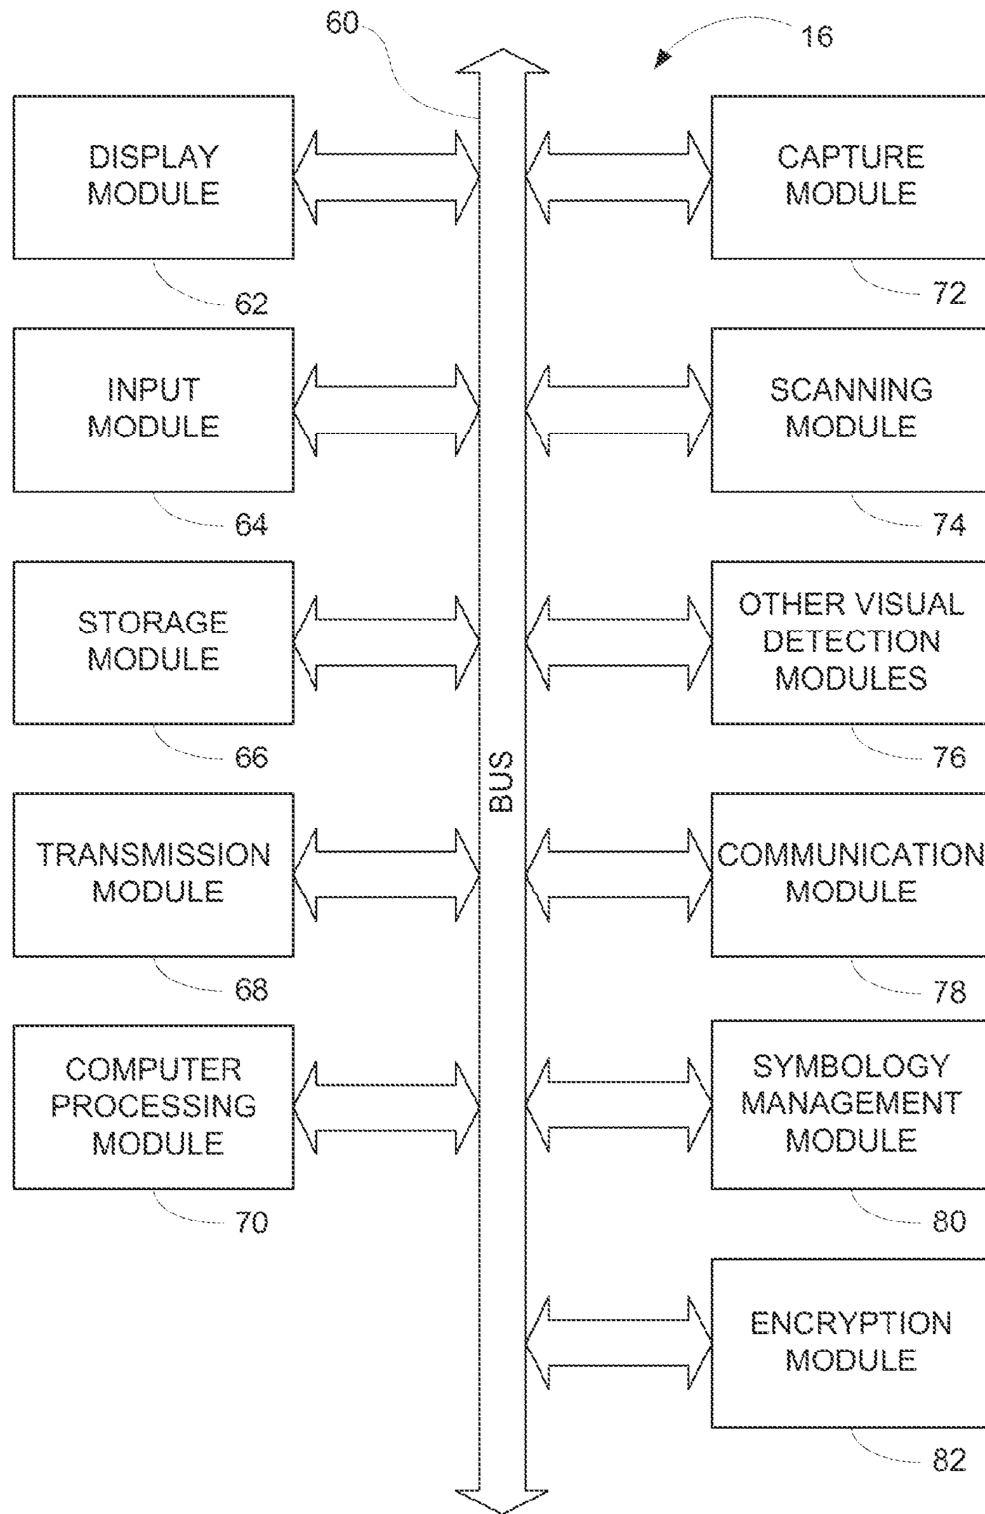 60
16
DISPLAY
MODULE
62
CAPTURE
MODULE
72
INPUT
MODULE
64
SCANNING
MODULE
74
STORAGE
MODULE
66
OTHER VISUAL
DETECTION
MODULES
76
BUS
TRANSMISSION
MODULE
68
COMMUNICATION
MODULE
78
COMPUTER
PROCESSING
MODULE
70
SYMBOLOGY
MANAGEMENT
MODULE
80
ENCRYPTION
MODULE
82